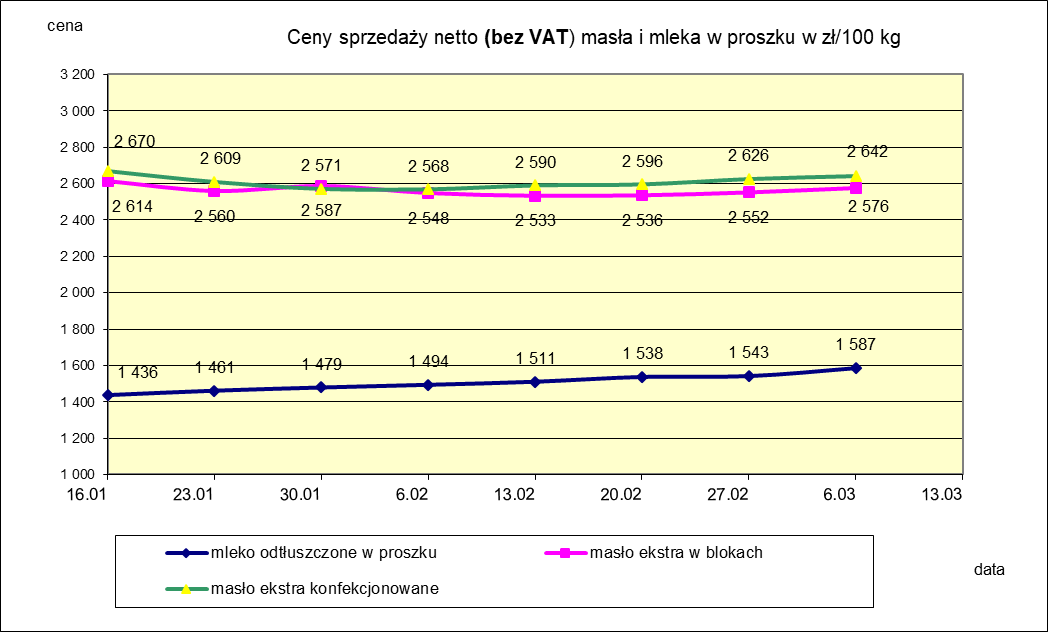 cena
Ceny sprzedaży netto (bez VAT) masła i mleka w proszku w zł/100 kg
3 200
3 000
2 800
2 600
2 400
2 200
2 000
1 800
1 600
1 400
1 200
1 000
2 670 2 609 2 571 2 568 2 590 2 596 2 626 2 642
2 614 2 560 2 587 2 548 2 533 2 536 2 552 2 576
1 436 1 461 1 479 1 494 1 511 1 538 1 543 1 587
16.01 23.01 30.01 6.02 13.02 20.02 27.02 6.03 13.03
mleko odtłuszczone w proszku masło ekstra w blokach
masło ekstra konfekcjonowane
data